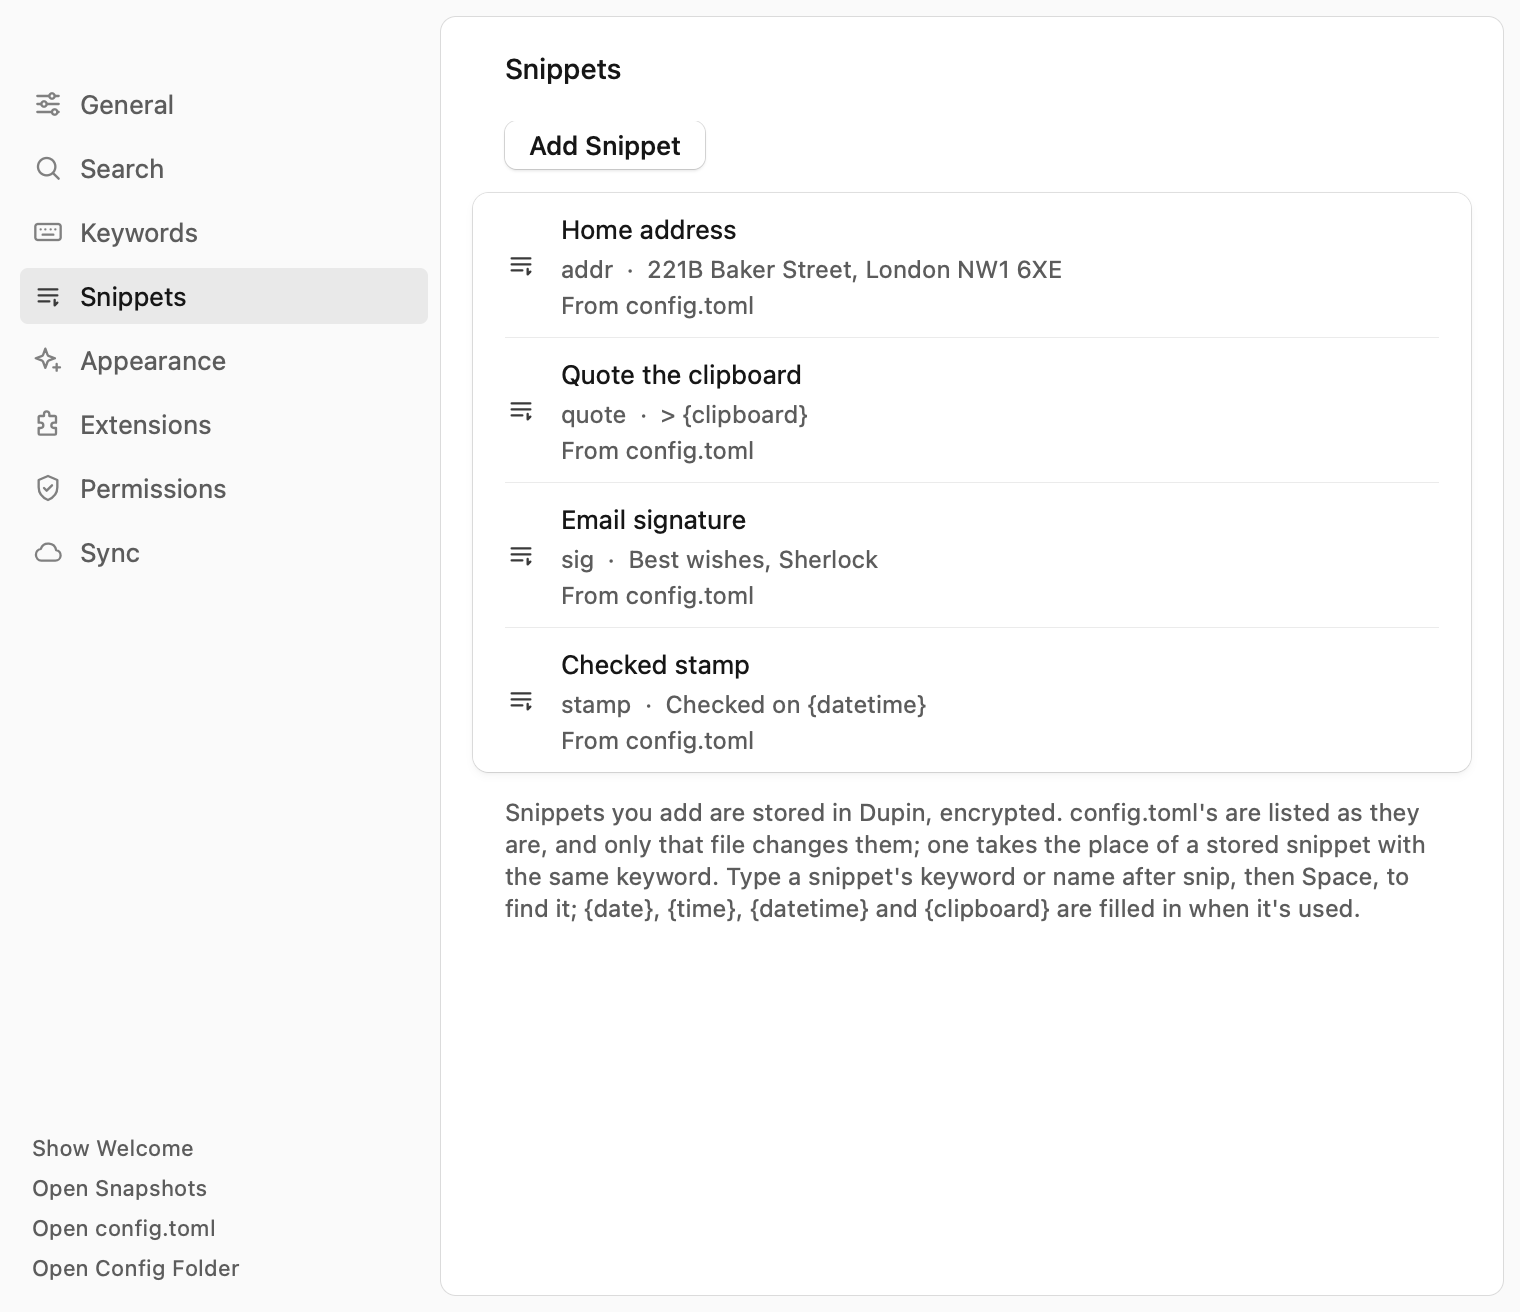 General
Search
Keywords
Snippets
Appearance
Extensions
Permissions
Sync
Show Welcome
Open Snapshots
Open config.toml
Open Config Folder
Snippets
Add Snippet
Home address
addr · 221B Baker Street, London NW1 6XE
From config.toml
Quote the clipboard
quote · > {clipboard}
From config.toml
Email signature
sig · Best wishes, Sherlock
From config.toml
Checked stamp
stamp · Checked on {datetime}
From config.toml
Snippets you add are stored in Dupin, encrypted. config.toml's are listed as they
are, and only that file changes them; one takes the place of a stored snippet with
the same keyword. Type a snippet's keyword or name after snip, then Space, to
find it; {date}, {time}, {datetime} and {clipboard} are filled in when it's used.